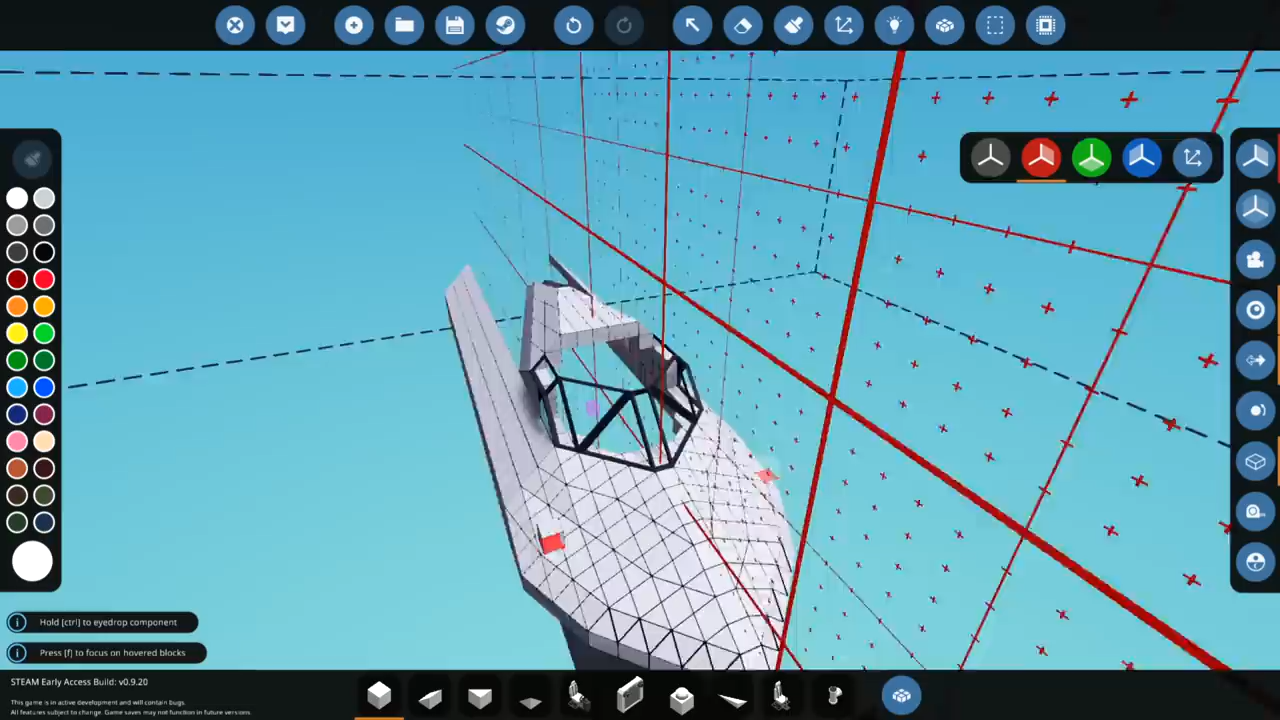 Hold [ctrl] to eyedrop component
Press [f] to focus on hovered blocks
STEAM Early Access Build: v0.9.20
This game is in active development and will contain bugs.
All features subject to change. Game saves may not function in future versions.